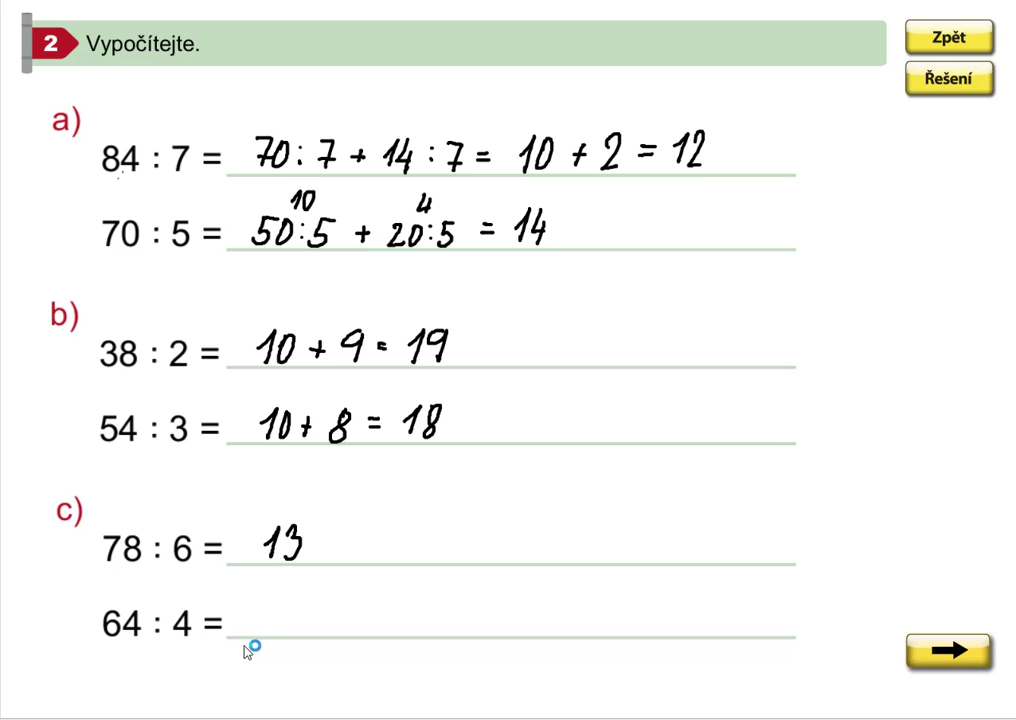 2 Vypočítejte.
Zpět
Řešení
a)
84 : 7 = 70 : 7 + 14 : 7 = 10 + 2 = 12
10 4
70 : 5 = 50 : 5 + 20 : 5 = 14
b)
38 : 2 = 10 + 9 = 19
54 : 3 = 10 + 8 = 18
c)
78 : 6 = 13
64 : 4 =